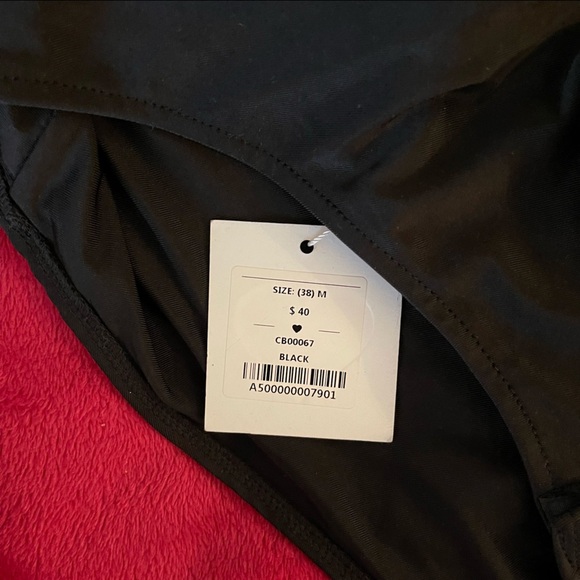 SIZE: (38) M
$ 40
CB00067
BLACK
A500000007901